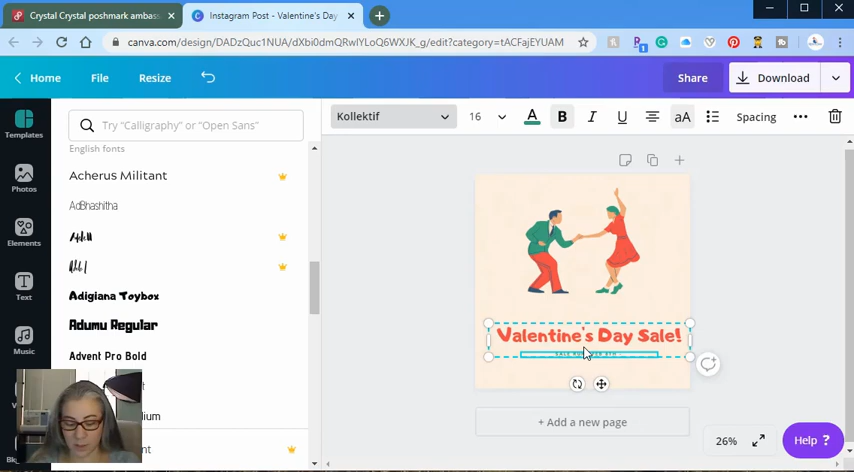 Crystal Crystal poshmark ambass
Instagram Post - Valentine's Day
canva.com/design/DADzQuc1NUA/dXbi0dmQRwlYLoQ6WXJK_g/edit?category=tACFajEYUAM
Home
File
Resize
Share
Download
Templates
Photos
Elements
Text
Music
Try "Calligraphy" or "Open Sans"
English fonts
Acherus Militant
AdBhashitha
Adigiana Toybox
Adumu Regular
Advent Pro Bold
Kollektif
16
A
B
I
U
aA
Spacing
Valentine's Day Sale!
+ Add a new page
26%
Help ?